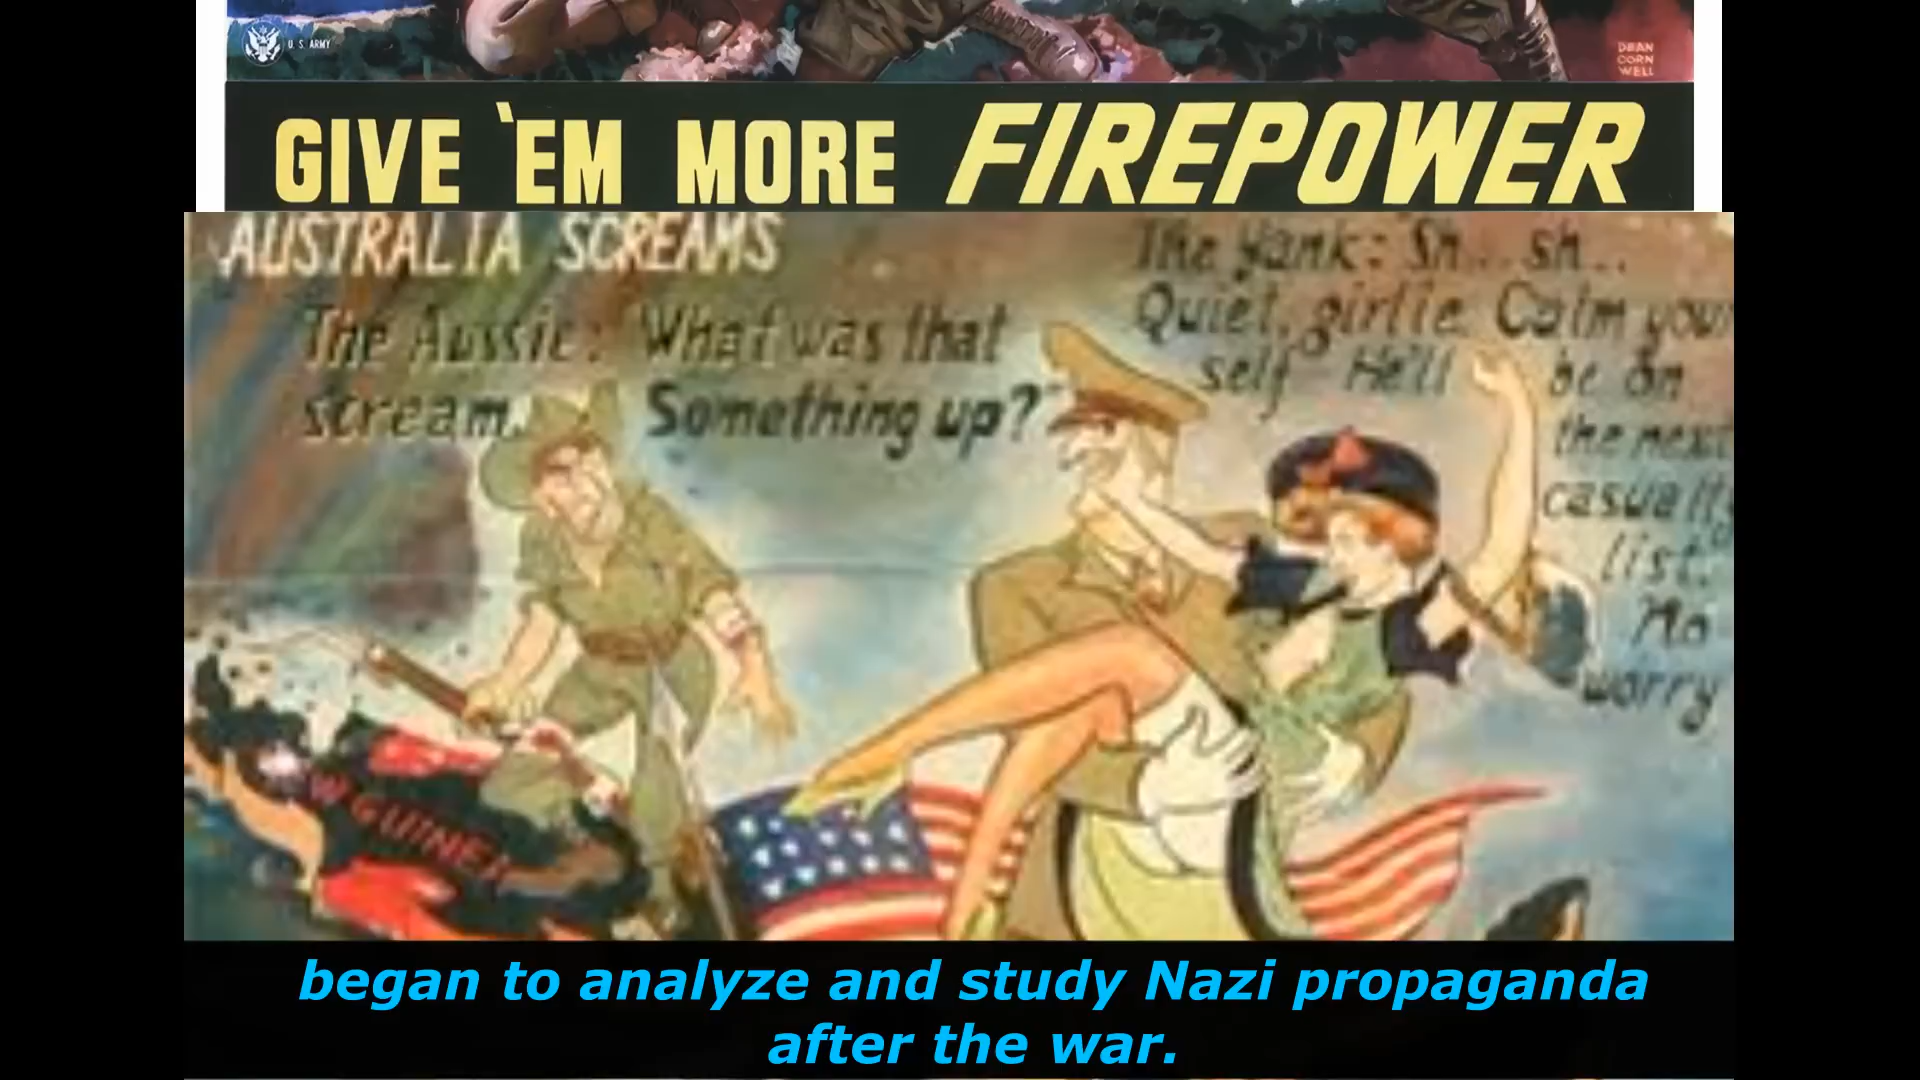 U. S. ARMY
DEAN
CORN
WELL
GIVE 'EM MORE FIREPOWER
AUSTRALIA SCREAMS
The Aussie: What was that
scream. Something up?
The Yank: Sh... sh...
Quiet, girlie. Calm your
self He'll be on
the next
casualty
list.
No
worry
W GUINEA
began to analyze and study Nazi propaganda
after the war.